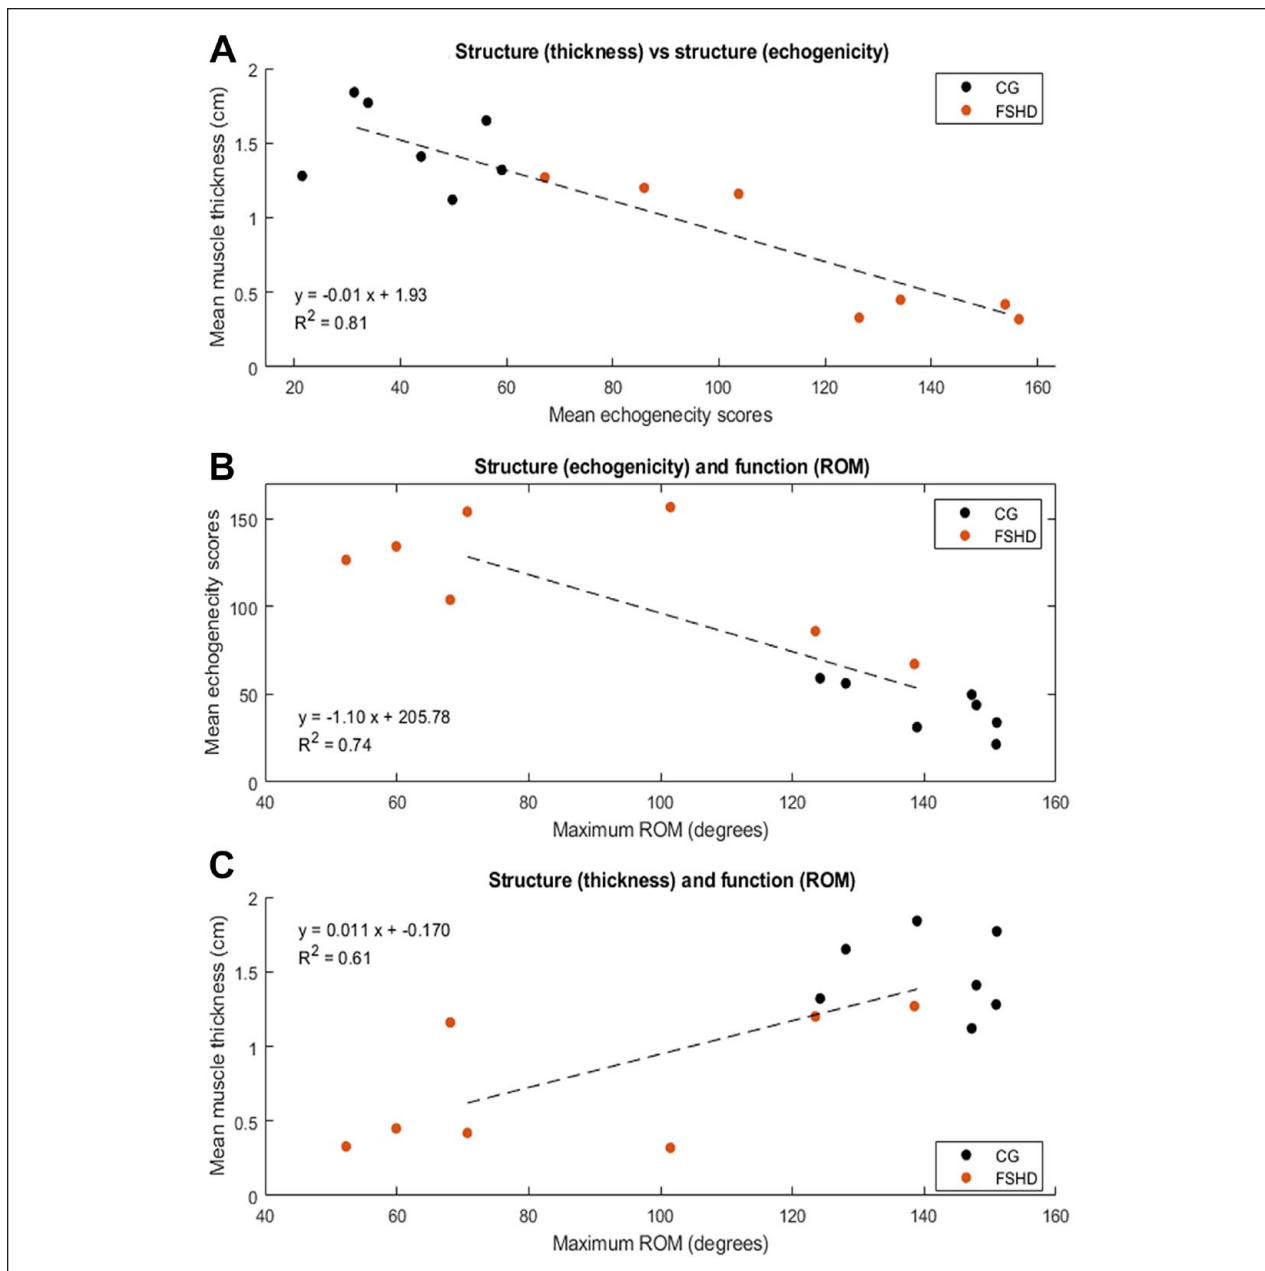 A
Structure (thickness) vs structure (echogenicity)
CG
FSHD
Mean muscle thickness (cm)
2
1.5
1
0.5
0
y = -0.01 x + 1.93
R2 = 0.81
20 40 60 80 100 120 140 160
Mean echogenecity scores
B
Structure (echogenicity) and function (ROM)
CG
FSHD
Mean echogenecity scores
150
100
50
0
y = -1.10 x + 205.78
R2 = 0.74
40 60 80 100 120 140 160
Maximum ROM (degrees)
C
Structure (thickness) and function (ROM)
y = 0.011 x + -0.170
R2 = 0.61
Mean muscle thickness (cm)
2
1.5
1
0.5
0
CG
FSHD
40 60 80 100 120 140 160
Maximum ROM (degrees)